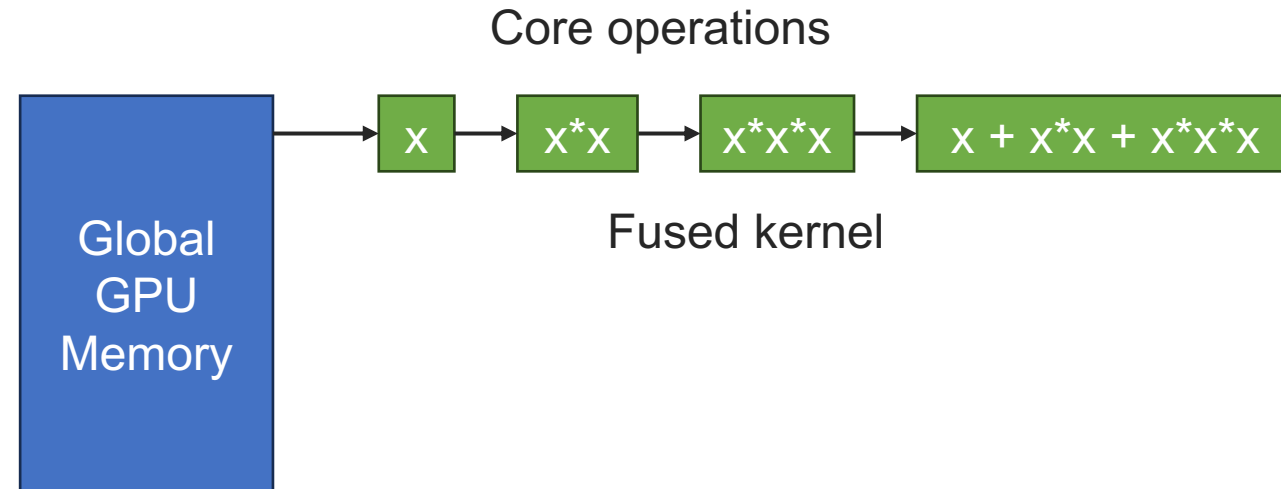 Core operations
x
x*x
x*x*x
x + x*x + x*x*x
Fused kernel
Global
GPU
Memory